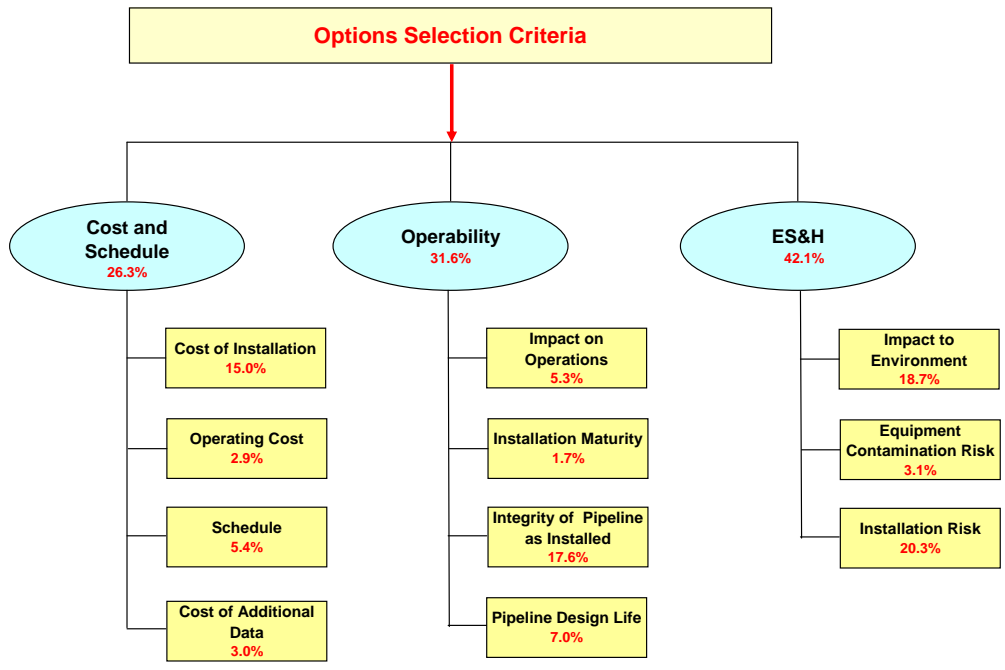 Options Selection Criteria
Cost and
Schedule
26.3%
Operability
31.6%
ES&H
42.1%
Cost of Installation
15.0%
Operating Cost
2.9%
Schedule
5.4%
Cost of Additional
Data
3.0%
Impact on
Operations
5.3%
Installation Maturity
1.7%
Integrity of Pipeline
as Installed
17.6%
Pipeline Design Life
7.0%
Impact to
Environment
18.7%
Equipment
Contamination Risk
3.1%
Installation Risk
20.3%